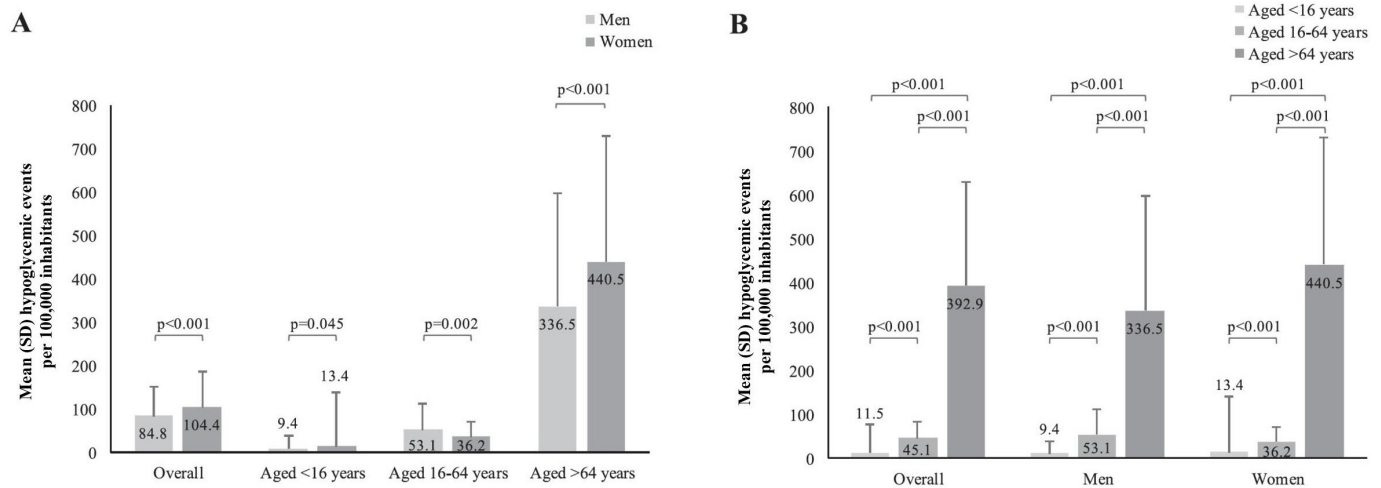 A
Men
Women
Mean (SD) hypoglycemic events
per 100,000 inhabitants
800
700
600
500
400
300
200
100
0
p<0.001
p=0.045
p=0.002
p<0.001
84.8
104.4
9.4
13.4
53.1
36.2
336.5
440.5
Overall
Aged <16 years
Aged 16-64 years
Aged >64 years
B
Aged <16 years
Aged 16-64 years
Aged >64 years
Mean (SD) hypoglycemic events
per 100,000 inhabitants
800
700
600
500
400
300
200
100
0
p<0.001
p<0.001
p<0.001
p<0.001
p<0.001
p<0.001
p<0.001
p<0.001
p<0.001
11.5
45.1
392.9
9.4
53.1
336.5
13.4
36.2
440.5
Overall
Men
Women